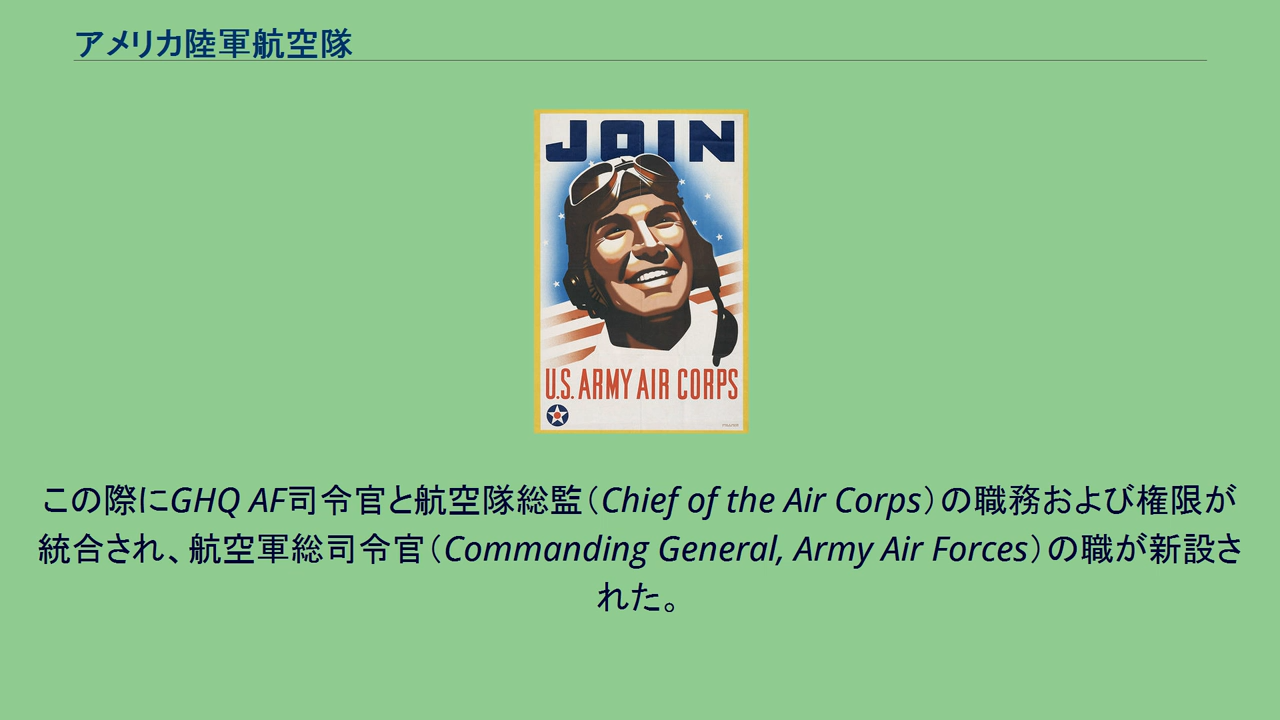 アメリカ陸軍航空隊
JOIN
U.S. ARMY AIR CORPS
この際にGHQ AF司令官と航空隊総監（Chief of the Air Corps）の職務および権限が
統合され、航空軍総司令官（Commanding General, Army Air Forces）の職が新設さ
れた。